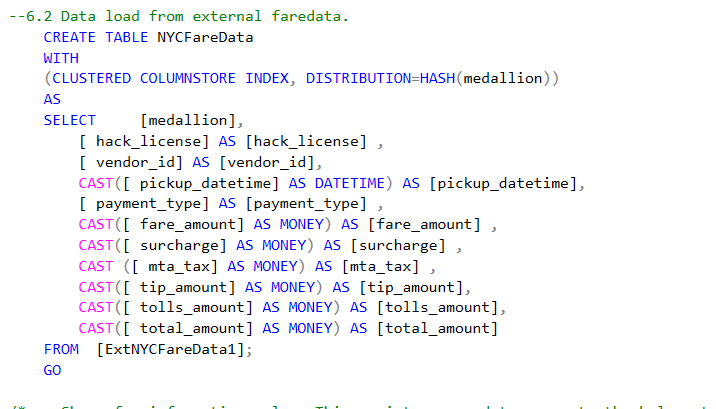 --6.2 Data load from external faredata.
CREATE TABLE NYCFareData
WITH
(CLUSTERED COLUMNSTORE INDEX, DISTRIBUTION=HASH(medallion))
AS
SELECT     [medallion],
[ hack_license] AS [hack_license] ,
[ vendor_id] AS [vendor_id],
CAST([ pickup_datetime] AS DATETIME) AS [pickup_datetime],
[ payment_type] AS [payment_type] ,
CAST([ fare_amount] AS MONEY) AS [fare_amount] ,
CAST([ surcharge] AS MONEY) AS [surcharge] ,
CAST ([ mta_tax] AS MONEY) AS [mta_tax] ,
CAST([ tip_amount] AS MONEY) AS [tip_amount],
CAST([ tolls_amount] AS MONEY) AS [tolls_amount],
CAST([ total_amount] AS MONEY) AS [total_amount]
FROM  [ExtNYCFareData1];
GO